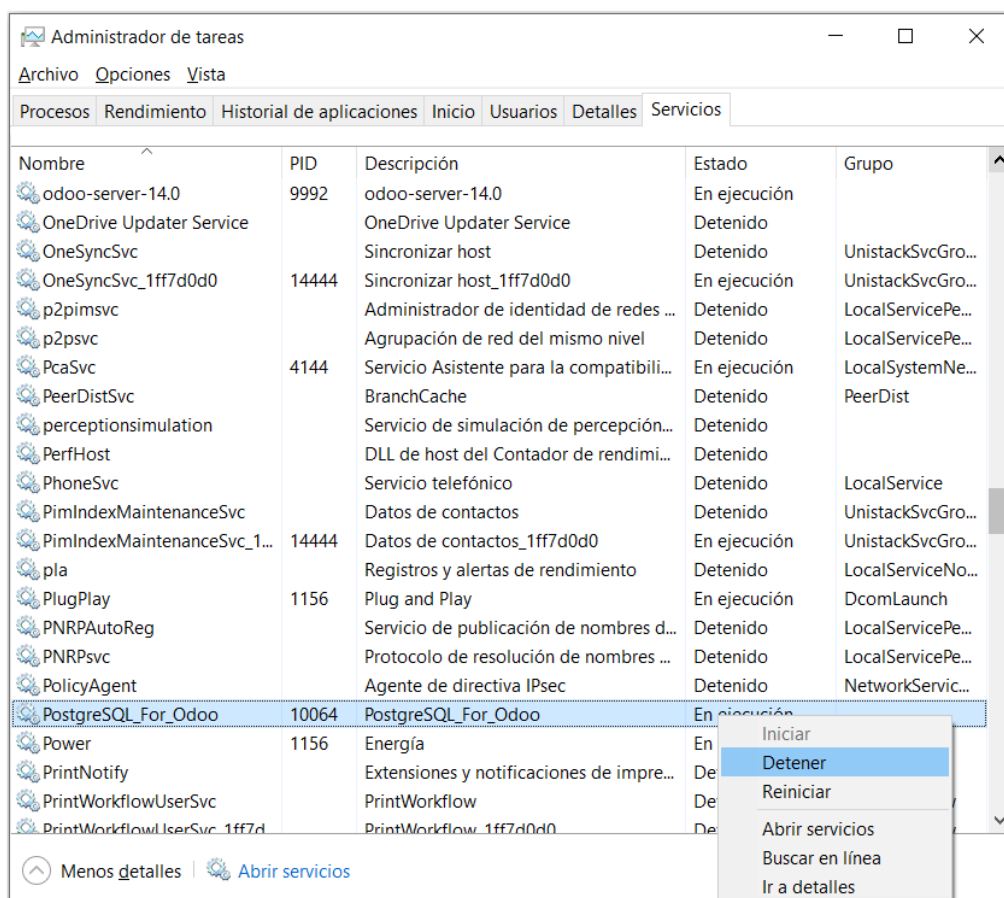 Administrador de tareas
Archivo Opciones Vista
Procesos Rendimiento Historial de aplicaciones Inicio Usuarios Detalles Servicios
Nombre PID Descripción Estado Grupo
odoo-server-14.0 9992 odoo-server-14.0 En ejecución
OneDrive Updater Service OneDrive Updater Service Detenido
OneSyncSvc Sincronizar host Detenido UnistackSvcGro...
OneSyncSvc_1ff7d0d0 14444 Sincronizar host_1ff7d0d0 En ejecución UnistackSvcGro...
p2pimsvc Administrador de identidad de redes ... Detenido LocalServicePe...
p2psvc Agrupación de red del mismo nivel Detenido LocalServicePe...
PcaSvc 4144 Servicio Asistente para la compatibili... En ejecución LocalSystemNe...
PeerDistSvc BranchCache Detenido PeerDist
perceptionsimulation Servicio de simulación de percepción... Detenido
PerfHost DLL de host del Contador de rendimi... Detenido
PhoneSvc Servicio telefónico Detenido LocalService
PimIndexMaintenanceSvc Datos de contactos Detenido UnistackSvcGro...
PimIndexMaintenanceSvc_1... 14444 Datos de contactos_1ff7d0d0 En ejecución UnistackSvcGro...
pla Registros y alertas de rendimiento Detenido LocalServiceNo...
PlugPlay 1156 Plug and Play En ejecución DcomLaunch
PNRPAutoReg Servicio de publicación de nombres d... Detenido LocalServicePe...
PNRPsvc Protocolo de resolución de nombres ... Detenido LocalServicePe...
PolicyAgent Agente de directiva IPsec Detenido NetworkServic...
PostgreSQL_For_Odoo 10064 PostgreSQL_For_Odoo En ejecución
Power 1156 Energía En
PrintNotify Extensiones y notificaciones de impre... De
PrintWorkflowUserSvc PrintWorkflow De
PrintWorkflowUserSvc_1ff7d PrintWorkflow_1ff7d0d0 De
Iniciar
Detener
Reiniciar
Abrir servicios
Buscar en línea
Ir a detalles
Menos detalles Abrir servicios